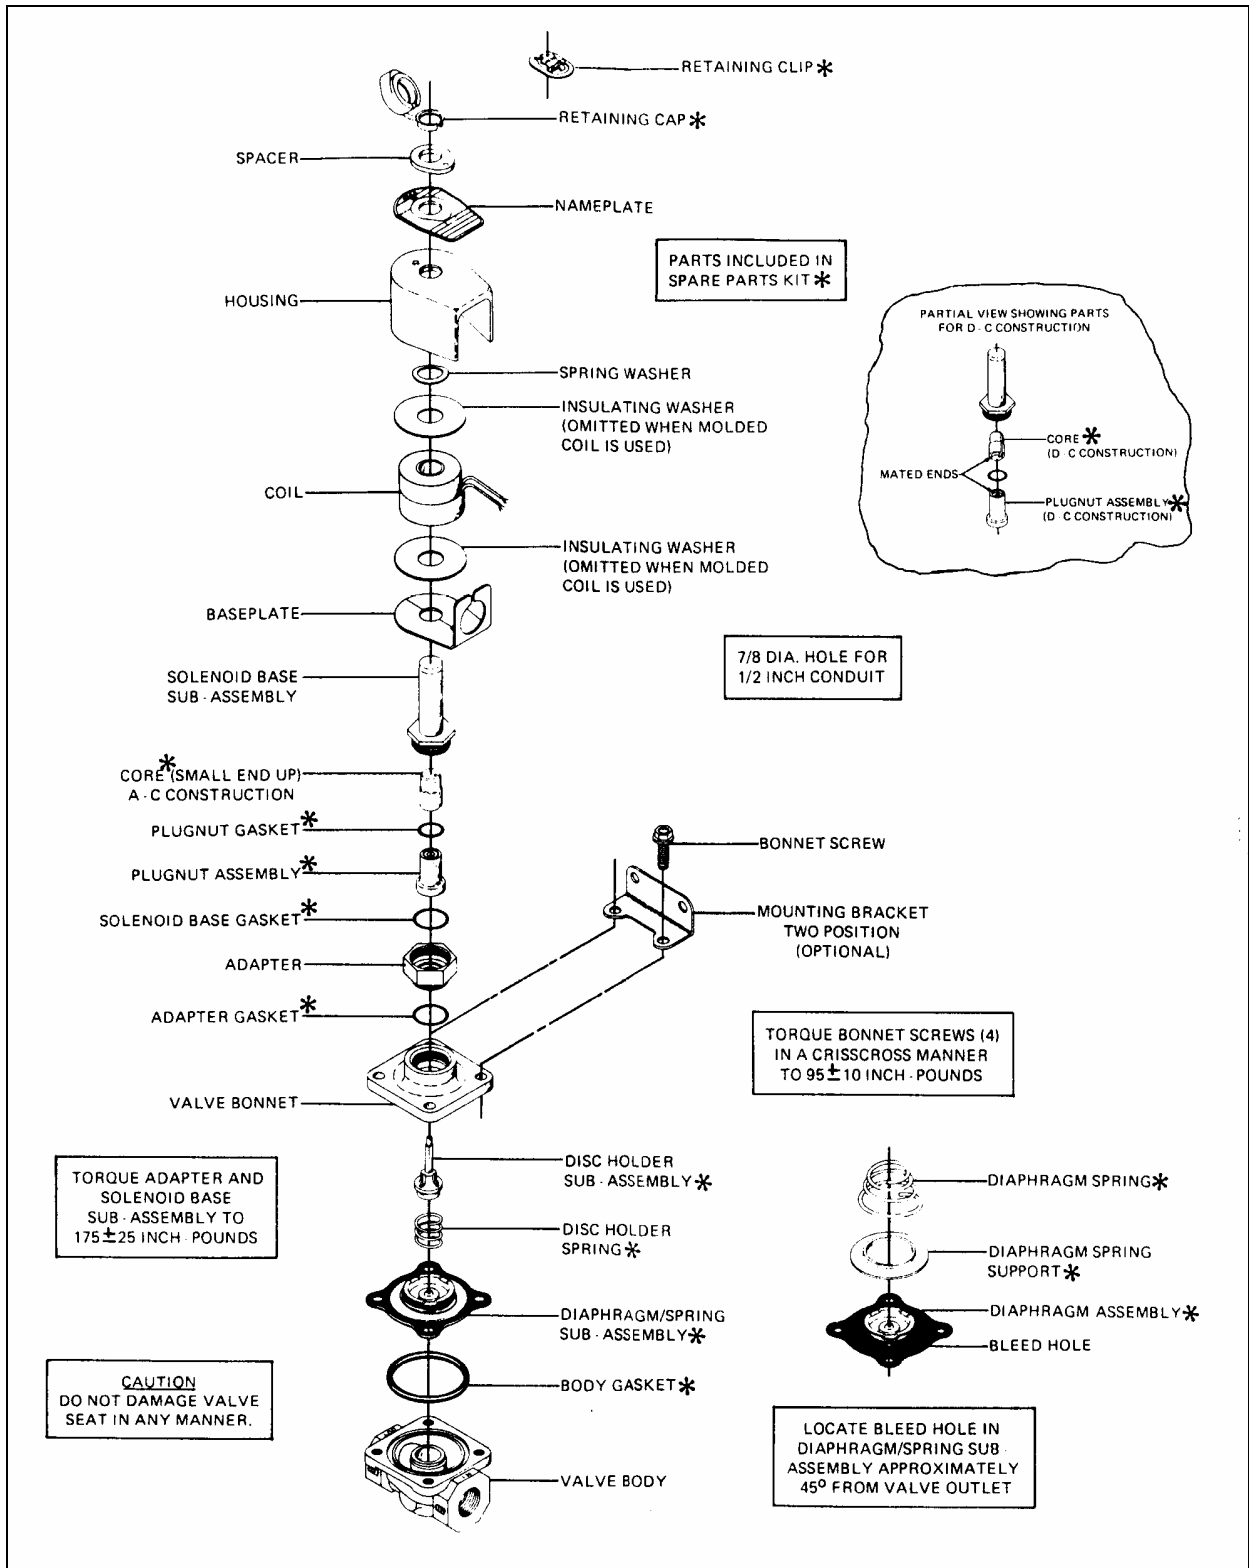 RETAINING CLIP*
RETAINING CAP*
SPACER
NAMEPLATE
PARTS INCLUDED IN
SPARE PARTS KIT*
HOUSING
PARTIAL VIEW SHOWING PARTS
FOR D-C CONSTRUCTION
CORE*
(D-C CONSTRUCTION)
MATED ENDS
PLUGNUT ASSEMBLY*
(D-C CONSTRUCTION)
SPRING WASHER
INSULATING WASHER
(OMITTED WHEN MOLDED
COIL IS USED)
COIL
INSULATING WASHER
(OMITTED WHEN MOLDED
COIL IS USED)
BASEPLATE
7/8 DIA. HOLE FOR
1/2 INCH CONDUIT
SOLENOID BASE
SUB-ASSEMBLY
CORE* (SMALL END UP)
A-C CONSTRUCTION
PLUGNUT GASKET*
BONNET SCREW
PLUGNUT ASSEMBLY*
SOLENOID BASE GASKET*
MOUNTING BRACKET
TWO POSITION
(OPTIONAL)
ADAPTER
ADAPTER GASKET*
TORQUE BONNET SCREWS (4)
IN A CRISSCROSS MANNER
TO 95±10 INCH-POUNDS
VALVE BONNET
TORQUE ADAPTER AND
SOLENOID BASE
SUB-ASSEMBLY TO
175±25 INCH-POUNDS
DISC HOLDER
SUB-ASSEMBLY*
DIAPHRAGM SPRING*
DISC HOLDER
SPRING*
DIAPHRAGM SPRING
SUPPORT*
DIAPHRAGM/SPRING
SUB-ASSEMBLY*
DIAPHRAGM ASSEMBLY*
BLEED HOLE
BODY GASKET*
CAUTION
DO NOT DAMAGE VALVE
SEAT IN ANY MANNER.
LOCATE BLEED HOLE IN
DIAPHRAGM/SPRING SUB-
ASSEMBLY APPROXIMATELY
45° FROM VALVE OUTLET
VALVE BODY